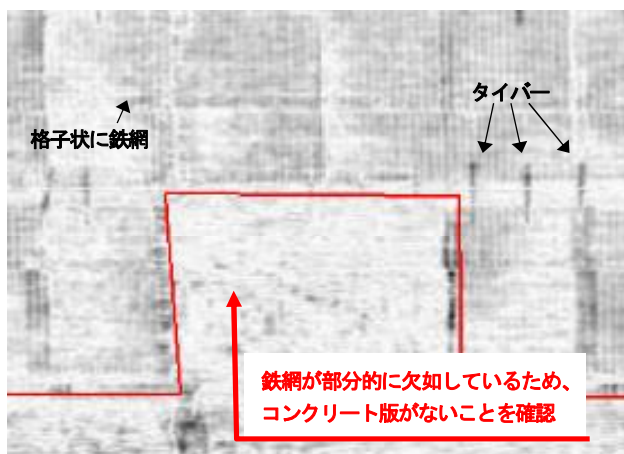 タイバー
格子状に鉄網
鉄網が部分的に欠如しているため、
コンクリート版がないことを確認